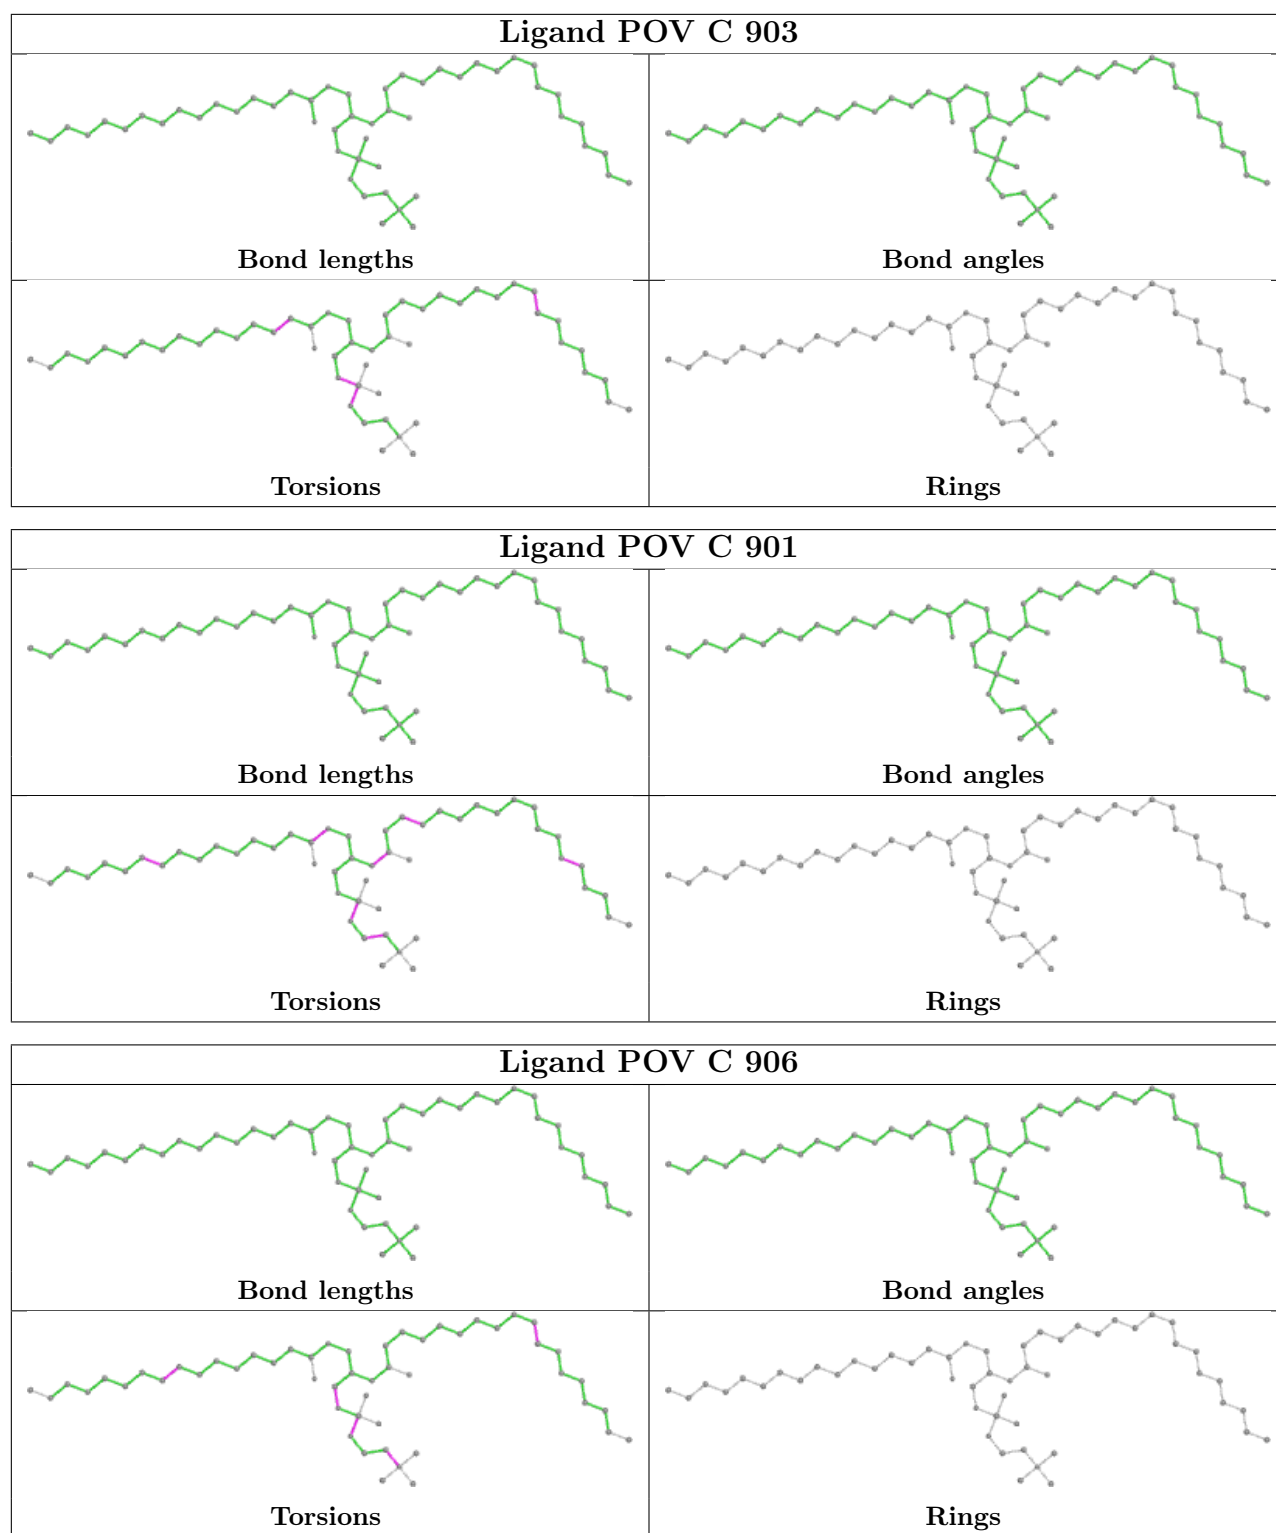 Ligand POV C 903
Bond lengths
Bond angles
Torsions
Rings
Ligand POV C 901
Bond lengths
Bond angles
Torsions
Rings
Ligand POV C 906
Bond lengths
Bond angles
Torsions
Rings